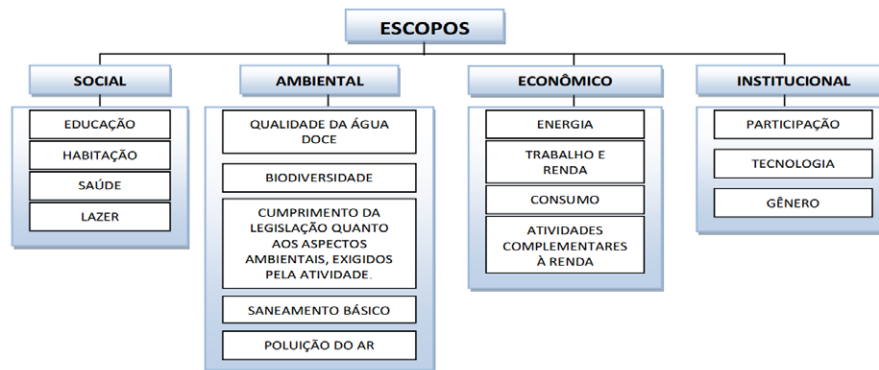 ESCOPOS
SOCIAL
EDUCAÇÃO
HABITAÇÃO
SAÚDE
LAZER
AMBIENTAL
QUALIDADE DA ÁGUA
DOCE
BIODIVERSIDADE
CUMPRIMENTO DA
LEGISLAÇÃO QUANTO
AOS ASPECTOS
AMBIENTAIS, EXIGIDOS
PELA ATIVIDADE.
SANEAMENTO BÁSICO
POLUIÇÃO DO AR
ECONÔMICO
ENERGIA
TRABALHO E
RENDA
CONSUMO
ATIVIDADES
COMPLEMENTARES
À RENDA
INSTITUCIONAL
PARTICIPAÇÃO
TECNOLOGIA
GÊNERO